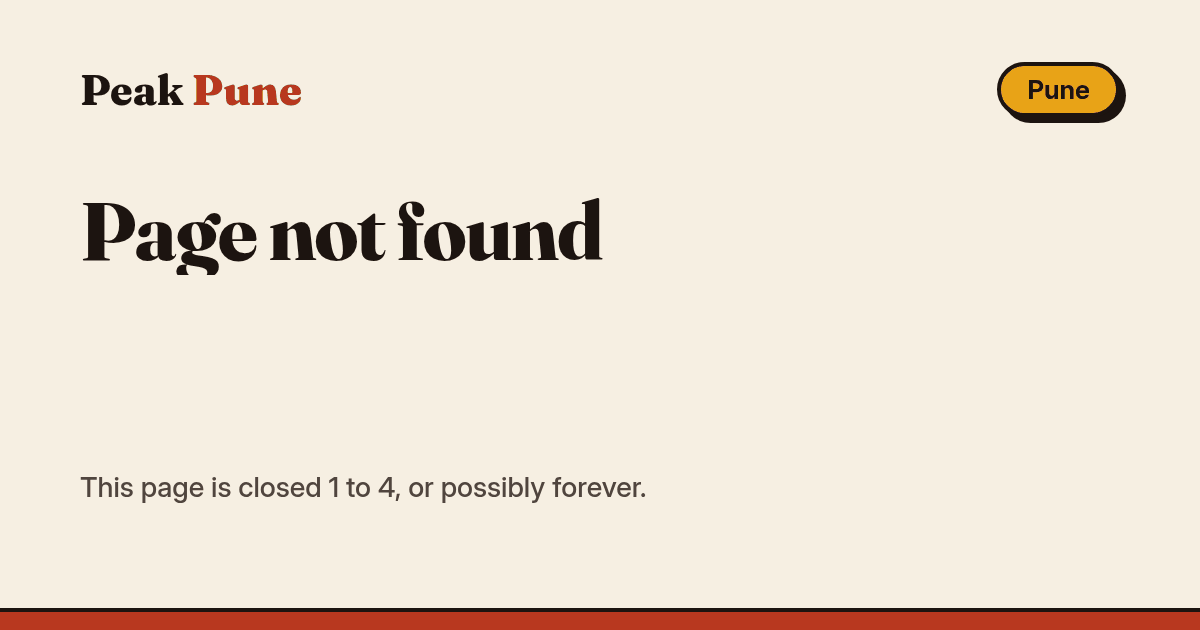 Peak Pune
Pune
Page not found
This page is closed 1 to 4, or possibly forever.